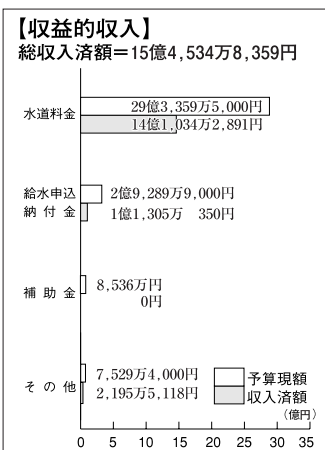 【収益的収入】
総収入済額＝15億4,534万8,359円
水道料金
29億3,359万5,000円
14億1,034万2,891円
給水申込
納付金
2億9,289万9,000円
1億1,305万　350円
補助金
8,536万円
0円
その他
7,529万4,000円
2,195万5,118円
予算現額
収入済額
（億円）
0 5 10 15 20 25 30 35